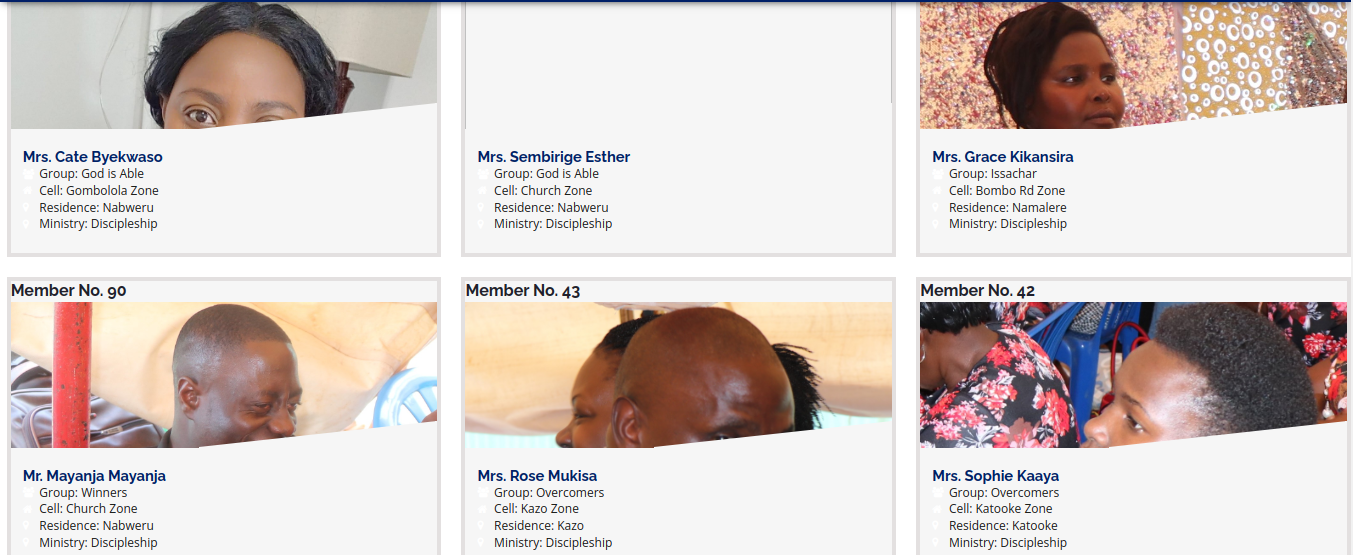 Mrs. Cate Byekwaso
Group: God is Able
Cell: Gombolola Zone
Residence: Nabweru
Ministry: Discipleship
Mrs. Sembirige Esther
Group: God is Able
Cell: Church Zone
Residence: Nabweru
Ministry: Discipleship
Mrs. Grace Kikansira
Group: Issachar
Cell: Bombo Rd Zone
Residence: Namalere
Ministry: Discipleship
Member No. 90
Mr. Mayanja Mayanja
Group: Winners
Cell: Church Zone
Residence: Nabweru
Ministry: Discipleship
Member No. 43
Mrs. Rose Mukisa
Group: Overcomers
Cell: Kazo Zone
Residence: Kazo
Ministry: Discipleship
Member No. 42
Mrs. Sophie Kaaya
Group: Overcomers
Cell: Katooke Zone
Residence: Katooke
Ministry: Discipleship